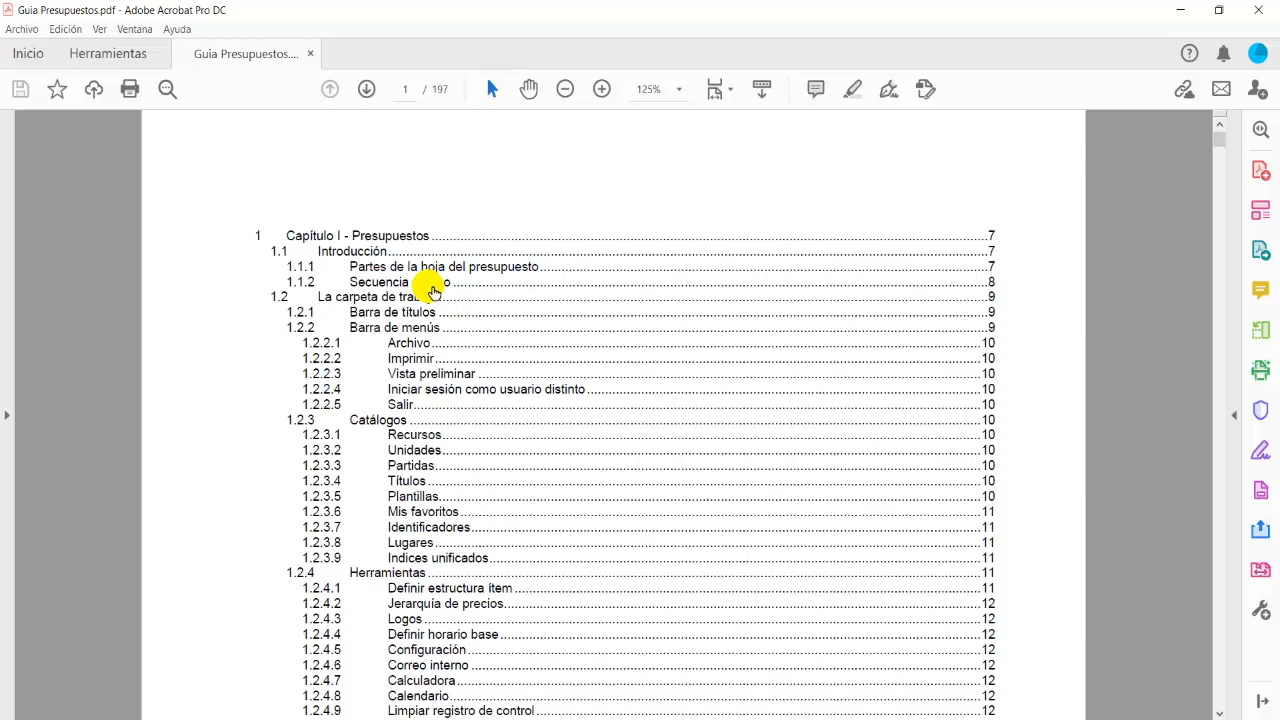 Guia Presupuestos.pdf - Adobe Acrobat Pro DC
Archivo Edición Ver Ventana Ayuda
Inicio Herramientas Guia Presupuestos.... ×
1 / 197 125%
1 Capítulo I - Presupuestos 7
1.1 Introducción 7
1.1.1 Partes de la hoja del presupuesto 7
1.1.2 Secuencia 8
1.2 La carpeta de 9
1.2.1 Barra de títulos 9
1.2.2 Barra de menús 9
1.2.2.1 Archivo 10
1.2.2.2 Imprimir 10
1.2.2.3 Vista preliminar 10
1.2.2.4 Iniciar sesión como usuario distinto 10
1.2.2.5 Salir 10
1.2.3 Catálogos 10
1.2.3.1 Recursos 10
1.2.3.2 Unidades 10
1.2.3.3 Partidas 10
1.2.3.4 Títulos 10
1.2.3.5 Plantillas 10
1.2.3.6 Mis favoritos 11
1.2.3.7 Identificadores 11
1.2.3.8 Lugares 11
1.2.3.9 Indices unificados 11
1.2.4 Herramientas 11
1.2.4.1 Definir estructura ítem 11
1.2.4.2 Jerarquía de precios 12
1.2.4.3 Logos 12
1.2.4.4 Definir horario base 12
1.2.4.5 Configuración 12
1.2.4.6 Correo interno 12
1.2.4.7 Calculadora 12
1.2.4.8 Calendario 12
1.2.4.9 Limpiar registro de control 12